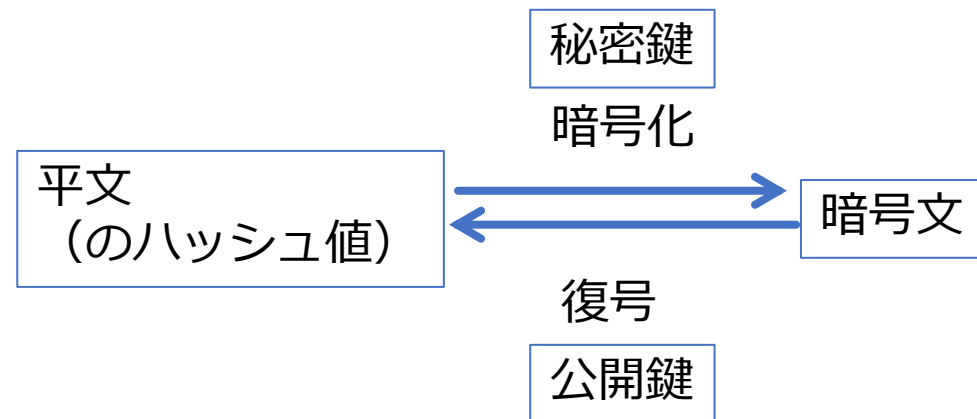 秘密鍵
暗号化
平文
（のハッシュ値）
暗号文
復号
公開鍵